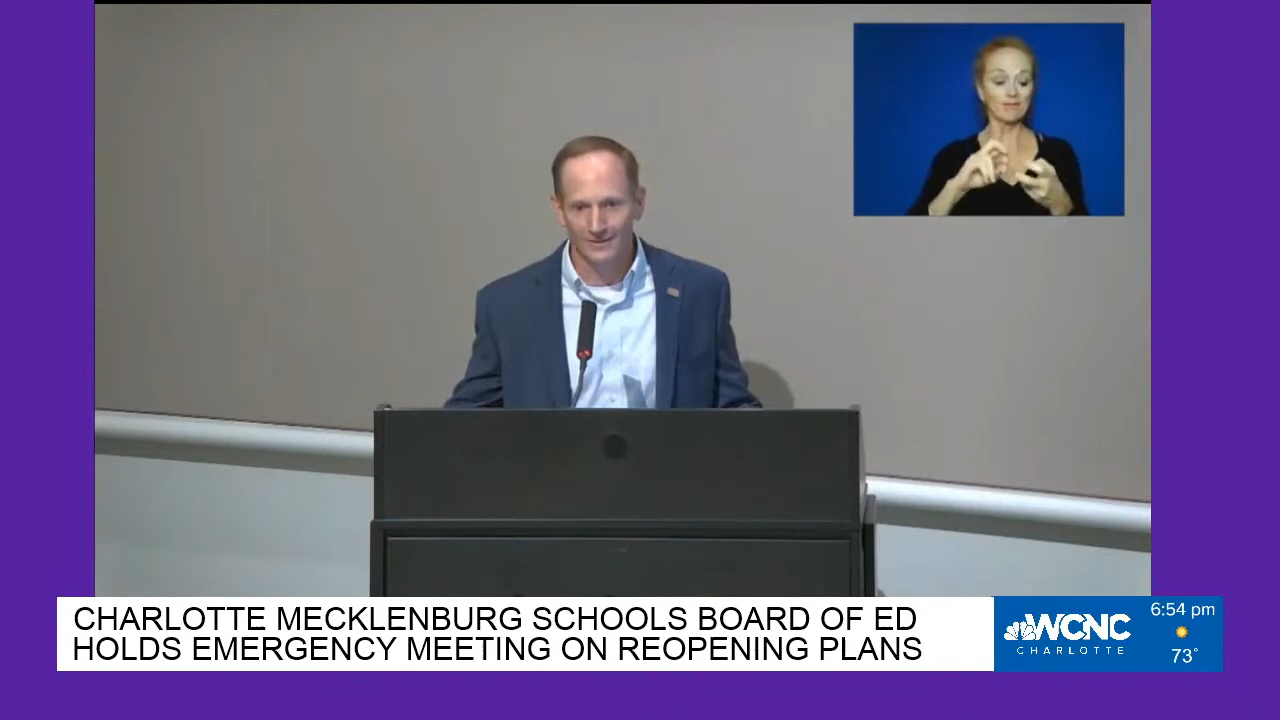 CHARLOTTE MECKLENBURG SCHOOLS BOARD OF ED
HOLDS EMERGENCY MEETING ON REOPENING PLANS
WCNC
CHARLOTTE
6:54 pm
73°